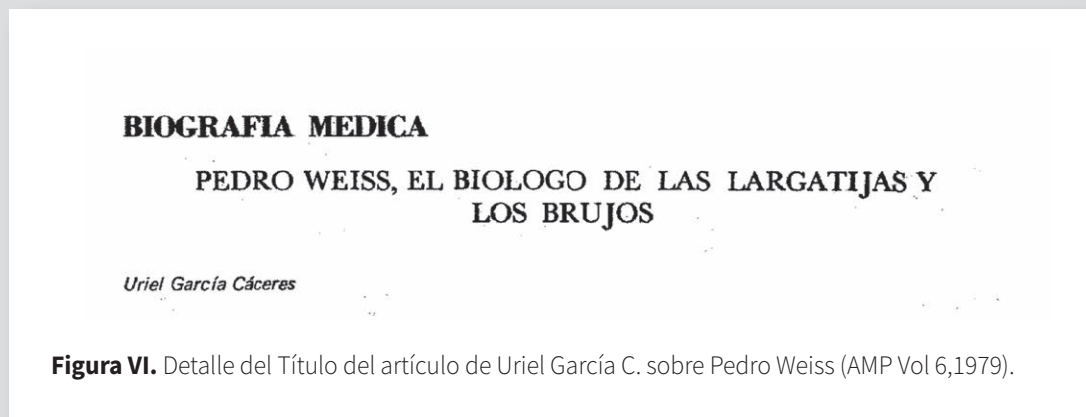 BIOGRAFIA MEDICA
PEDRO WEISS, EL BIOLOGO DE LAS LARGATIJAS Y
LOS BRUJOS
Uriel García Cáceres
Figura VI. Detalle del Título del artículo de Uriel García C. sobre Pedro Weiss (AMP Vol 6,1979).